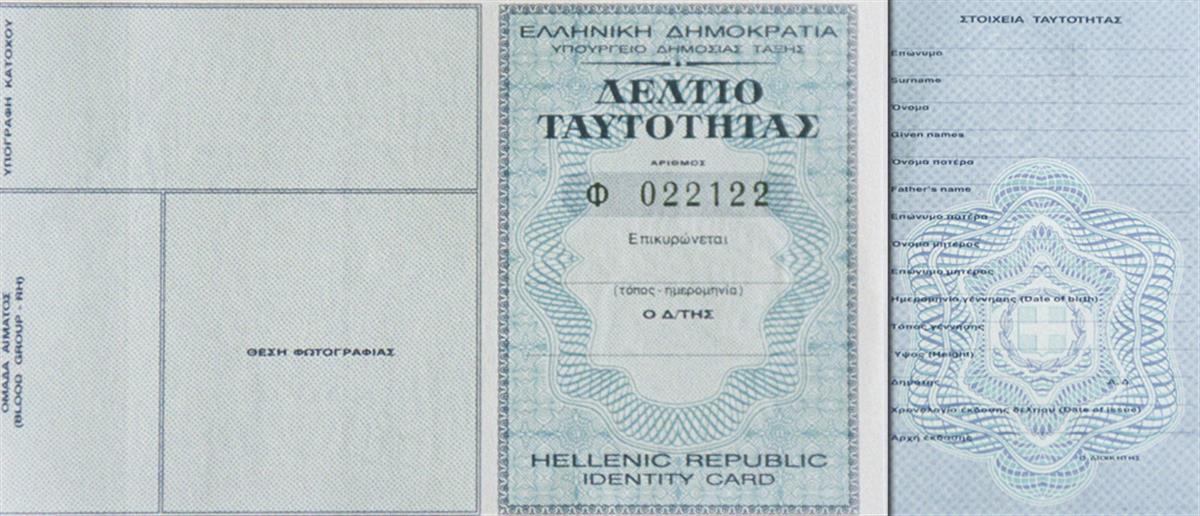 ΥΠΟΓΡΑΦΗ ΚΑΤΟΧΟΥ
ΟΜΑΔΑ ΑΙΜΑΤΟΣ
(BLOOD GROUP - RH)
ΘΕΣΗ ΦΩΤΟΓΡΑΦΙΑΣ
ΕΛΛΗΝΙΚΗ ΔΗΜΟΚΡΑΤΙΑ
ΥΠΟΥΡΓΕΙΟ ΔΗΜΟΣΙΑΣ ΤΑΞΗΣ
ΔΕΛΤΙΟ
ΤΑΥΤΟΤΗΤΑΣ
ΑΡΙΘΜΟΣ
Φ 022122
Επικυρώνεται
(τόπος - ημερομηνία)
Ο Δ/ΤΗΣ
HELLENIC REPUBLIC
IDENTITY CARD
ΣΤΟΙΧΕΙΑ ΤΑΥΤΟΤΗΤΑΣ
Επώνυμο
Surname
Όνομα
Given names
Όνομα πατέρα
Father's name
Επώνυμο πατέρα
Όνομα μητέρος
Επώνυμο μητέρος
Ημερομηνία γέννησης (Date of birth)
Τόπος γέννησης
Ύψος (Height)
Δημότης Α.Δ.
Χρονολογία έκδοσης δελτίου (Date of issue)
Αρχή έκδοσης
Ο ΔΙΟΙΚΗΤΗΣ